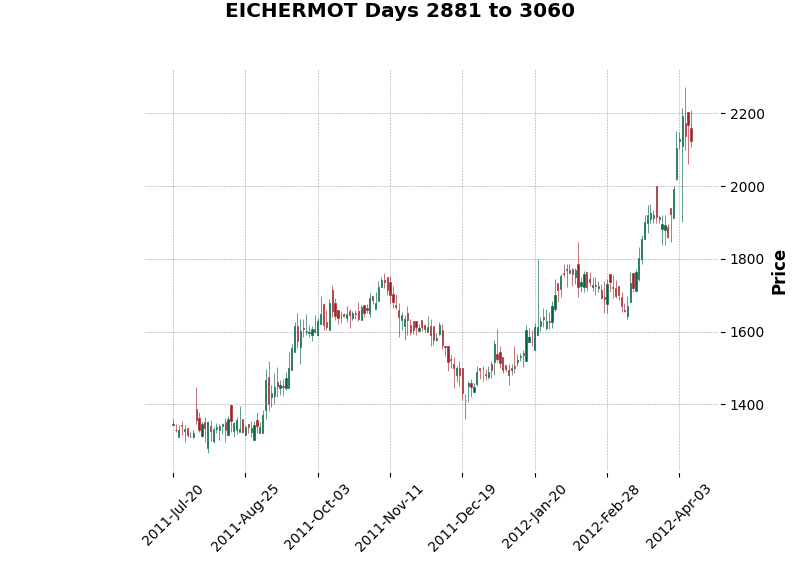 EICHERMOT Days 2881 to 3060
2200
2000
1800
1600
1400
Price
2011-Jul-20
2011-Aug-25
2011-Oct-03
2011-Nov-11
2011-Dec-19
2012-Jan-20
2012-Feb-28
2012-Apr-03